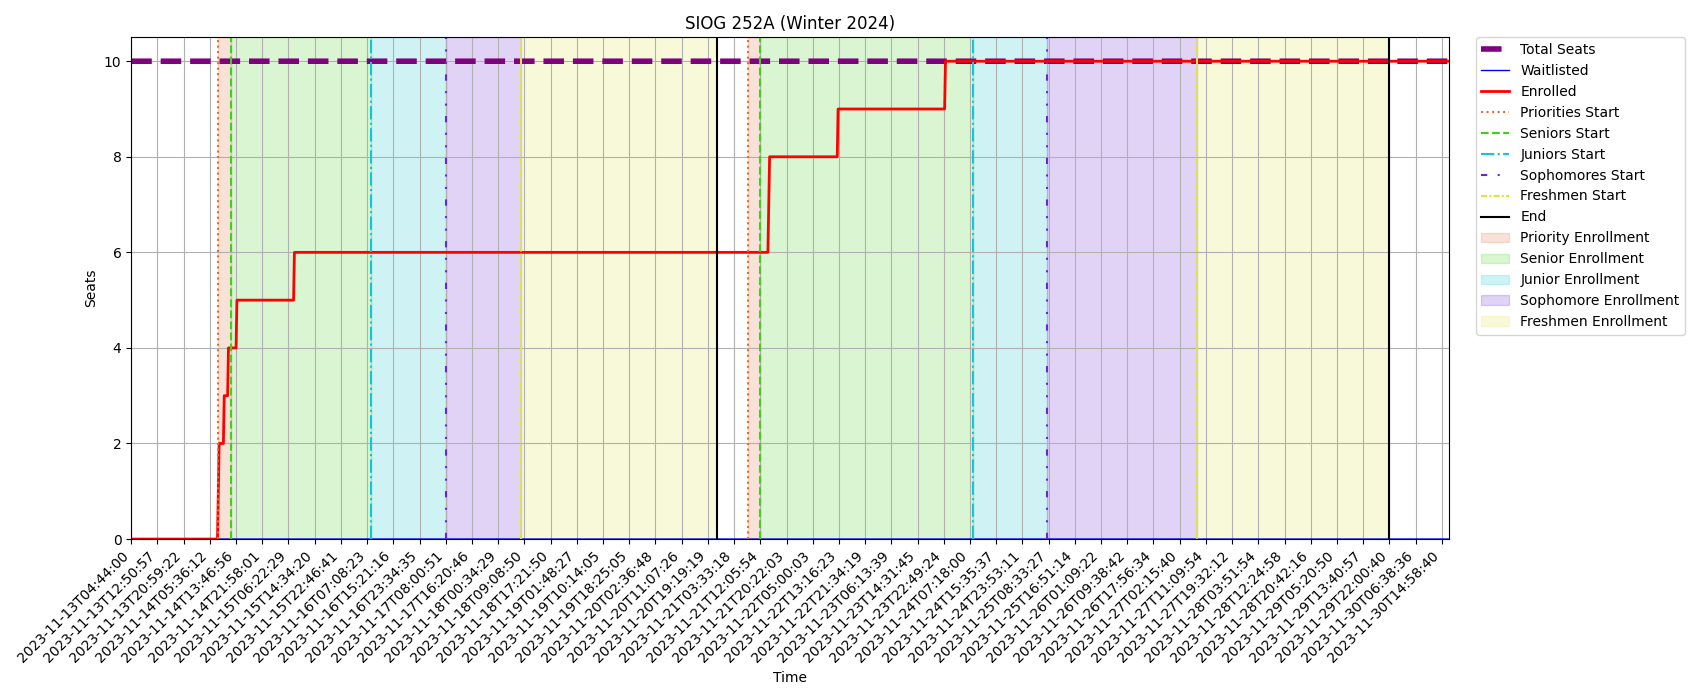 SIOG 252A (Winter 2024)
Seats
10
8
6
4
2
0
2023-11-13T04:44:00
2023-11-13T12:50:57
2023-11-13T20:59:22
2023-11-14T05:36:12
2023-11-14T13:46:56
2023-11-14T21:58:01
2023-11-15T06:22:29
2023-11-15T14:34:20
2023-11-15T22:46:41
2023-11-16T07:08:23
2023-11-16T15:21:16
2023-11-16T23:34:35
2023-11-17T08:00:51
2023-11-17T16:20:46
2023-11-18T00:34:29
2023-11-18T09:08:50
2023-11-18T17:21:50
2023-11-19T01:48:27
2023-11-19T10:14:05
2023-11-19T18:25:05
2023-11-20T02:36:48
2023-11-20T11:07:26
2023-11-20T19:19:19
2023-11-21T03:33:18
2023-11-21T12:05:54
2023-11-21T20:22:03
2023-11-22T05:00:03
2023-11-22T13:16:23
2023-11-22T21:34:19
2023-11-23T06:13:39
2023-11-23T14:31:45
2023-11-23T22:49:24
2023-11-24T07:18:00
2023-11-24T15:35:37
2023-11-24T23:53:11
2023-11-25T08:33:27
2023-11-25T16:51:14
2023-11-26T01:09:22
2023-11-26T09:38:42
2023-11-26T17:56:34
2023-11-27T02:15:40
2023-11-27T11:09:54
2023-11-27T19:32:12
2023-11-28T03:51:54
2023-11-28T12:24:58
2023-11-28T20:42:16
2023-11-29T05:20:50
2023-11-29T13:40:57
2023-11-29T22:00:40
2023-11-30T06:38:36
2023-11-30T14:58:40
Time
Total Seats
Waitlisted
Enrolled
Priorities Start
Seniors Start
Juniors Start
Sophomores Start
Freshmen Start
End
Priority Enrollment
Senior Enrollment
Junior Enrollment
Sophomore Enrollment
Freshmen Enrollment